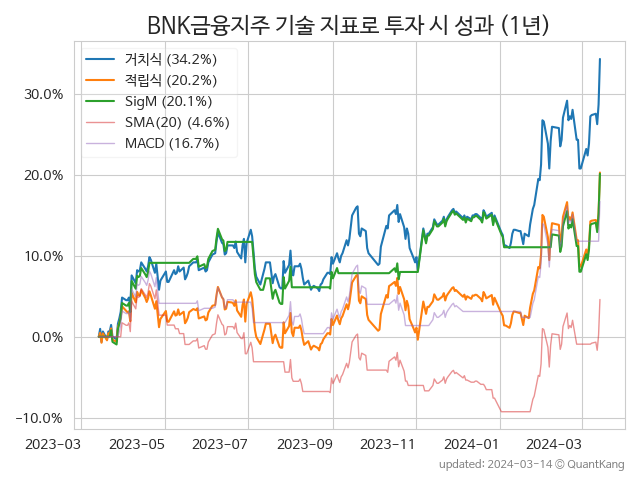 BNK금융지주 기술 지표로 투자 시 성과 (1년)
거치식 (34.2%)
적립식 (20.2%)
SigM (20.1%)
SMA(20) (4.6%)
MACD (16.7%)
30.0%
20.0%
10.0%
0.0%
−10.0%
2023-03 2023-05 2023-07 2023-09 2023-11 2024-01 2024-03
updated: 2024-03-14 © QuantKang